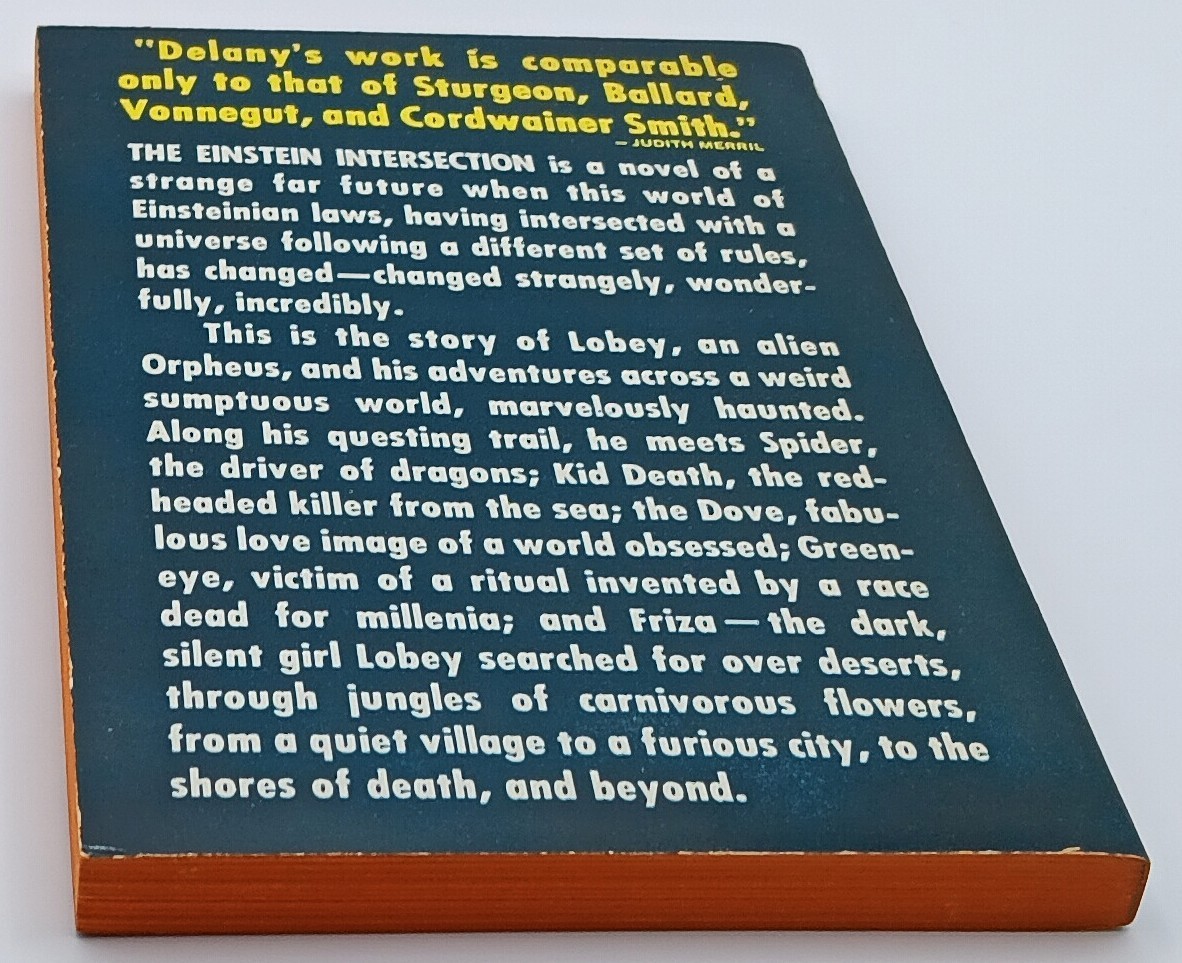 "Delany's work is comparable
only to that of Sturgeon, Ballard,
Vonnegut, and Cordwainer Smith."
– JUDITH MERRIL
THE EINSTEIN INTERSECTION is a novel of a
strange far future when this world of
Einsteinian laws, having intersected with a
universe following a different set of rules,
has changed—changed strangely, wonder-
fully, incredibly.
This is the story of Lobey, an alien
Orpheus, and his adventures across a weird
sumptuous world, marvelously haunted.
Along his questing trail, he meets Spider,
the driver of dragons; Kid Death, the red-
headed killer from the sea; the Dove, fabu-
lous love image of a world obsessed; Green-
eye, victim of a ritual invented by a race
dead for millenia; and Friza — the dark,
silent girl Lobey searched for over deserts,
through jungles of carnivorous flowers,
from a quiet village to a furious city, to the
shores of death, and beyond.